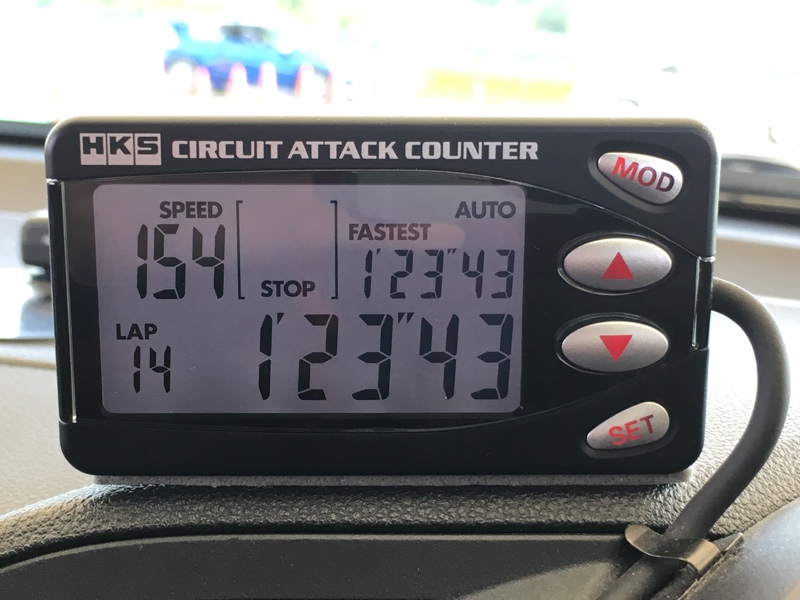 HKS CIRCUIT ATTACK COUNTER
MOD
SPEED
154
STOP
AUTO
FASTEST
1'23"43
LAP
14
1'23"43
SET